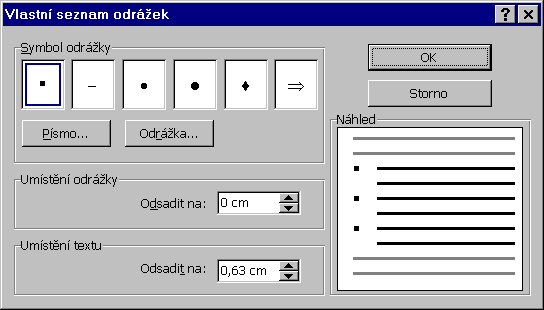 Vlastní seznam odrážek
Symbol odrážky
OK
Storno
Písmo...
Odrážka...
Náhled
Umístění odrážky
Odsadit na: 0 cm
Umístění textu
Odsadit na: 0,63 cm